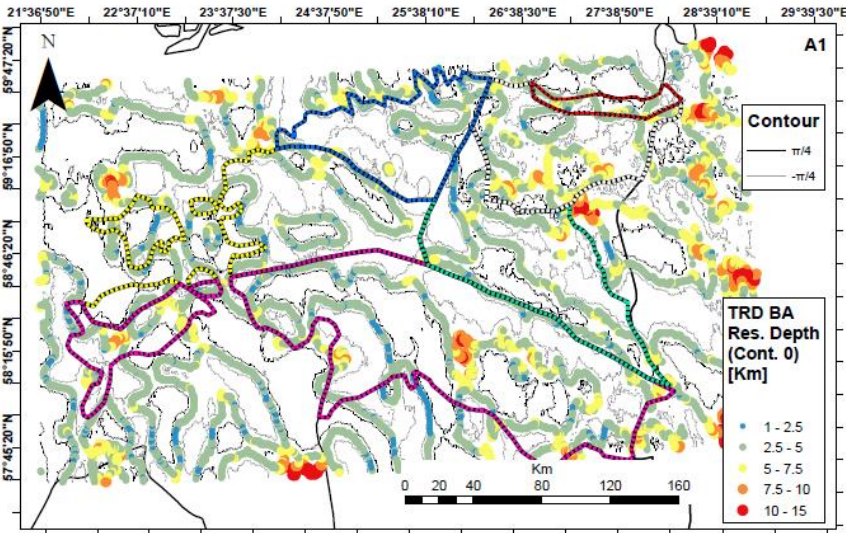 21°36'50"E 22°37'10"E 23°37'30"E 24°37'50"E 25°38'10"E 26°38'30"E 27°38'50"E 28°39'10"E 29°39'30"E
59°47'20"N
59°16'50"N
58°46'20"N
58°15'50"N
57°45'20"N
N
A1
Contour
π/4
-π/4
TRD BA
Res. Depth
(Cont. 0)
[Km]
1 - 2.5
2.5 - 5
5 - 7.5
7.5 - 10
10 - 15
Km
0 20 40 80 120 160